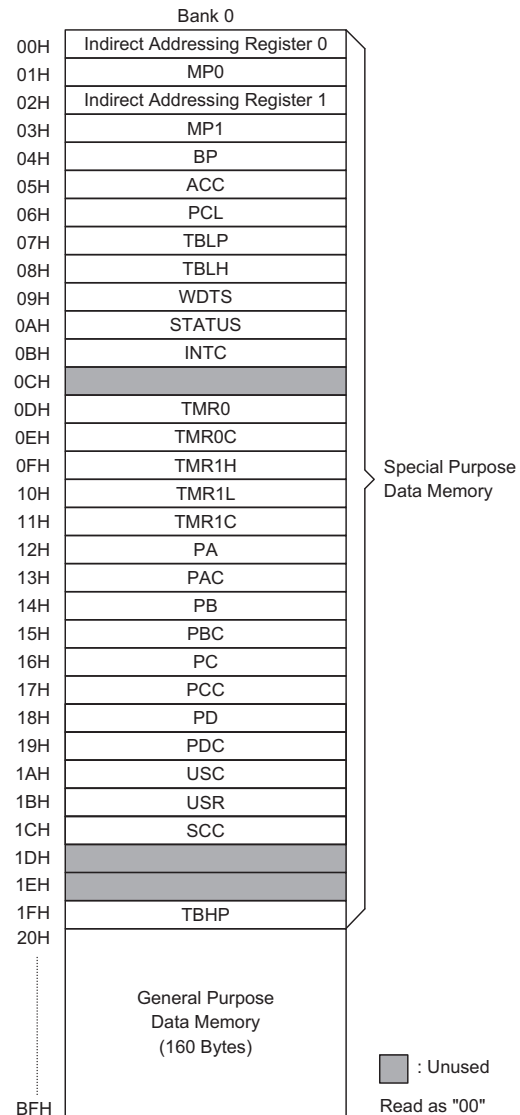 Bank 0
00H Indirect Addressing Register 0
01H MP0
02H Indirect Addressing Register 1
03H MP1
04H BP
05H ACC
06H PCL
07H TBLP
08H TBLH
09H WDTS
0AH STATUS
0BH INTC
0CH
0DH TMR0
0EH TMR0C
0FH TMR1H
10H TMR1L
11H TMR1C
12H PA
13H PAC
14H PB
15H PBC
16H PC
17H PCC
18H PD
19H PDC
1AH USC
1BH USR
1CH SCC
1DH
1EH
1FH TBHP
20H
BFH
Special Purpose
Data Memory
General Purpose
Data Memory
(160 Bytes)
: Unused
Read as "00"